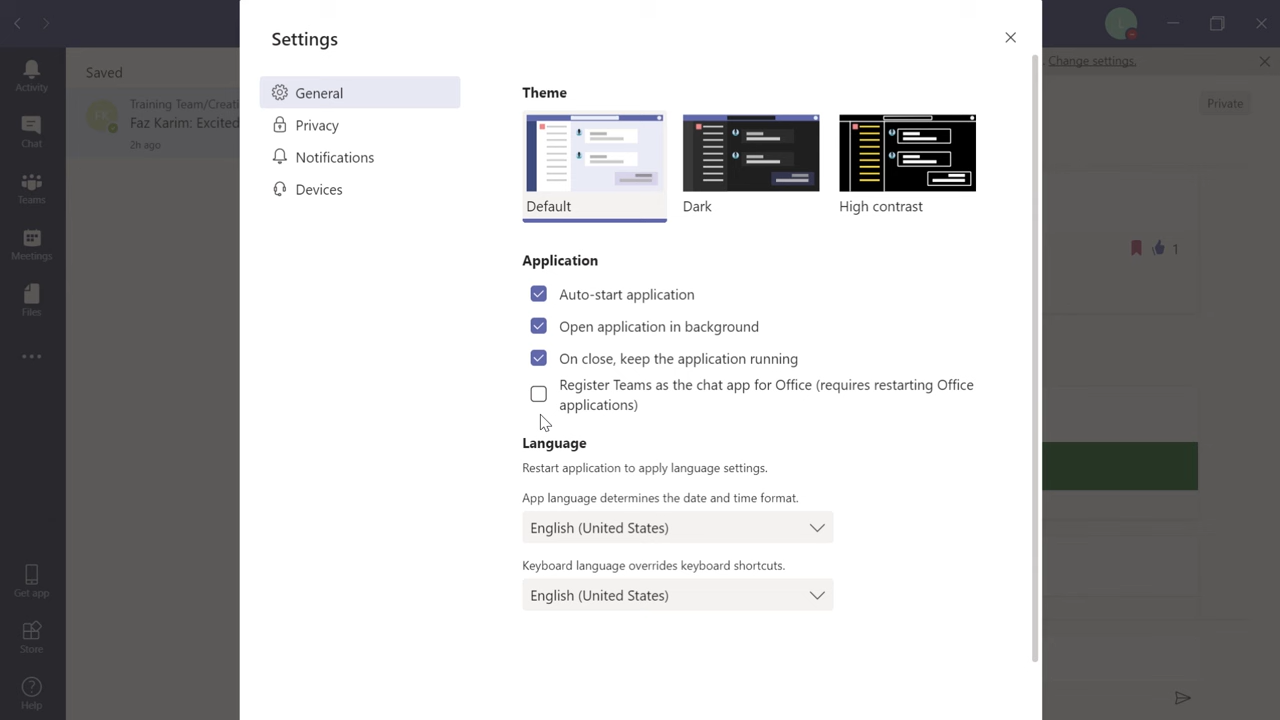 Settings
Change settings.
Activity
Saved
General
Theme
Training Team/Creati
Private
Faz Karim: Excited
Privacy
Chat
2h ago
Notifications
Devices
Teams
Default
Dark
High contrast
1
Meetings
Application
Auto-start application
Files
Open application in background
On close, keep the application running
Register Teams as the chat app for Office (requires restarting Office
applications)
Language
Restart application to apply language settings.
App language determines the date and time format.
English (United States)
Keyboard language overrides keyboard shortcuts.
English (United States)
Get app
Store
Help